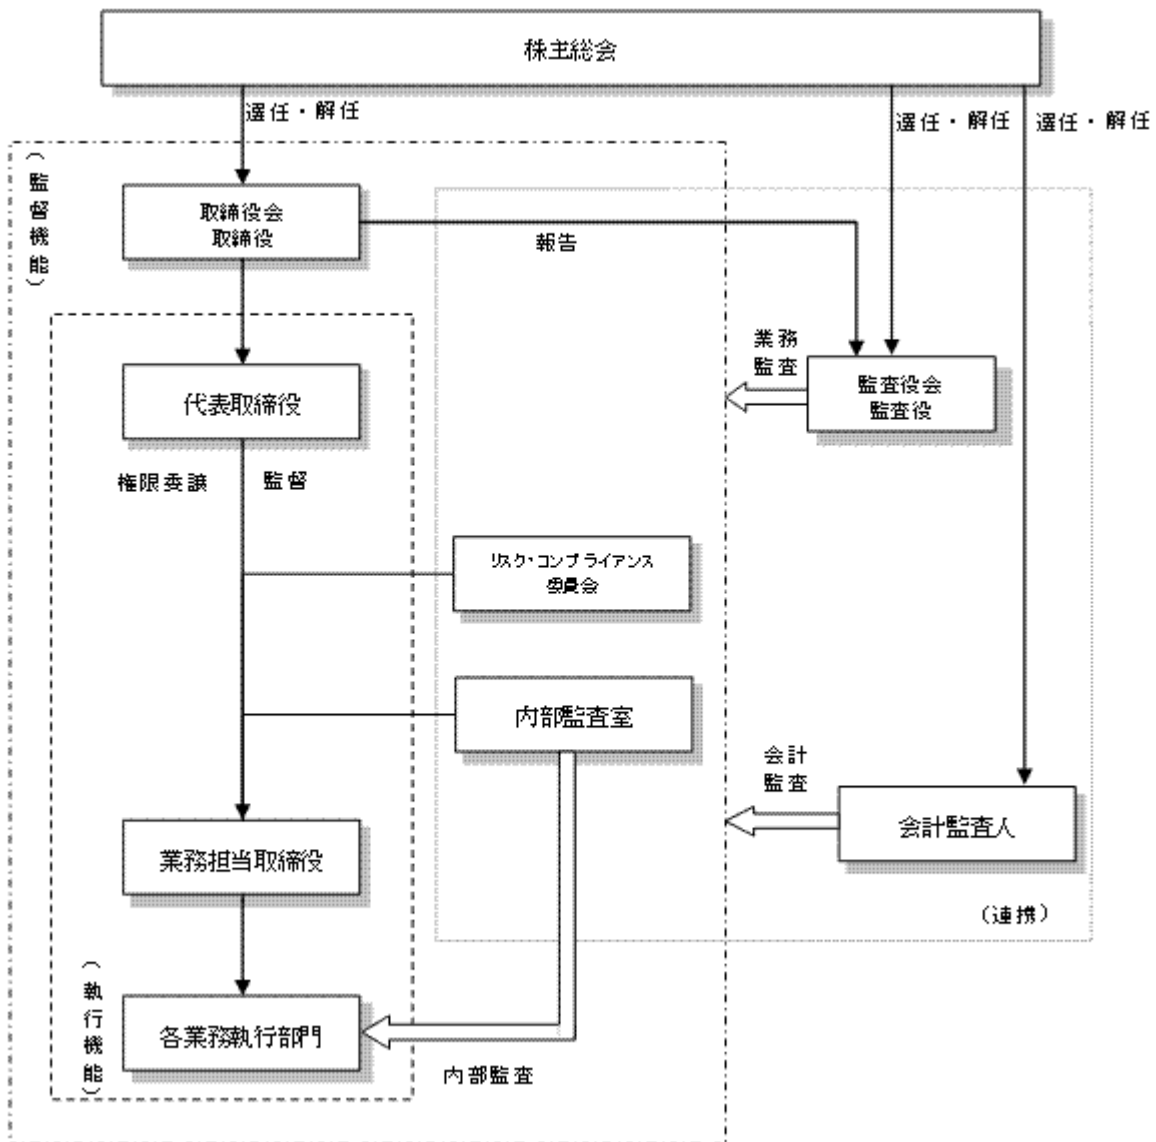 株主総会
選任・解任
選任・解任
選任・解任
(監督機能)
取締役会
取締役
報告
業務
監査
監査役会
監査役
代表取締役
権限委譲
監督
リスク・コンプライアンス
委員会
内部監査室
会計
監査
会計監査人
業務担当取締役
(連携)
(執行機能)
各業務執行部門
内部監査